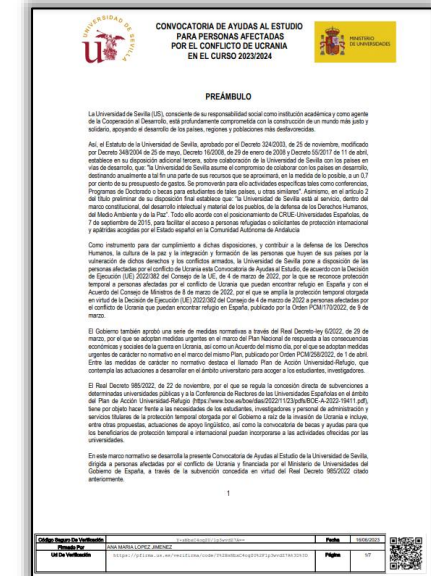 UNIVERSIDAD DE SEVILLA
CONVOCATORIA DE AYUDAS AL ESTUDIO
PARA PERSONAS AFECTADAS
POR EL CONFLICTO DE UCRANIA
EN EL CURSO 2023/2024
MINISTERIO
DE UNIVERSIDADES
PREÁMBULO
La Universidad de Sevilla (US), consciente de su responsabilidad social como institución académica y como agente
de la Cooperación al Desarrollo, está profundamente comprometida con la construcción de un mundo más justo y
solidario, apoyando el desarrollo de los países, regiones y poblaciones más desfavorecidas.
Así, el Estatuto de la Universidad de Sevilla, aprobado por el Decreto 324/2003, de 25 de noviembre, modificado
por Decreto 348/2004 de 25 de mayo, Decreto 16/2008, de 29 de enero de 2008 y Decreto 55/2017 de 11 de abril,
establece en su disposición adicional tercera, sobre colaboración de la Universidad de Sevilla con los países en
vías de desarrollo, que: "la Universidad de Sevilla asume el compromiso de colaborar con los países en desarrollo,
destinando anualmente a tal fin una parte de sus recursos que se aproximará, en la medida de lo posible, a un 0,7
por ciento de su presupuesto de gastos. Se promoverán para ello actividades específicas tales como conferencias,
Programas de Doctorado o becas para estudiantes de tales países, u otras similares". Asimismo, en el artículo 2
del título preliminar de su disposición final establece que: "la Universidad de Sevilla está al servicio, dentro del
marco constitucional, del desarrollo intelectual y material de los pueblos, de la defensa de los Derechos Humanos,
del Medio Ambiente y de la Paz". Todo ello acorde con el posicionamiento de CRUE-Universidades Españolas, de
7 de septiembre de 2015, para facilitar el acceso a personas refugiadas o solicitantes de protección internacional
y apátridas acogidas por el Estado español en la Comunidad Autónoma de Andalucía
Como instrumento para dar cumplimiento a dichas disposiciones, y contribuir a la defensa de los Derechos
Humanos, la cultura de la paz y la integración y formación de las personas que huyen de sus países por la
vulneración de dichos derechos y los conflictos armados, la Universidad de Sevilla pone a disposición de las
personas afectadas por el conflicto de Ucrania esta Convocatoria de Ayudas al Estudio, de acuerdo con la Decisión
de Ejecución (UE) 2022/382 del Consejo de la UE, de 4 de marzo de 2022, por la que se reconoce protección
temporal a personas afectadas por el conflicto de Ucrania que puedan encontrar refugio en España y con el
Acuerdo del Consejo de Ministros de 8 de marzo de 2022, por el que se amplía la protección temporal otorgada
en virtud de la Decisión de Ejecución (UE) 2022/382 del Consejo de 4 de marzo de 2022 a personas afectadas por
el conflicto de Ucrania que puedan encontrar refugio en España, publicado por la Orden PCM/170/2022, de 9 de
marzo.
El Gobierno también aprobó una serie de medidas normativas a través del Real Decreto-ley 6/2022, de 29 de
marzo, por el que se adoptan medidas urgentes en el marco del Plan Nacional de respuesta a las consecuencias
económicas y sociales de la guerra en Ucrania, así como un Acuerdo del mismo día, por el que se adoptan medidas
urgentes de carácter no normativo en el marco del mismo Plan, publicado por Orden PCM/258/2022, de 1 de abril.
Entre las medidas de carácter no normativo destaca el llamado Plan de Acción Universidad-Refugio, que
contempla las actuaciones a desarrollar en el ámbito universitario para acoger a los estudiantes, investigadores.
El Real Decreto 985/2022, de 22 de noviembre, por el que se regula la concesión directa de subvenciones a
determinadas universidades públicas y a la Conferencia de Rectores de las Universidades Españolas en el ámbito
del Plan de Acción Universidad-Refugio (https://www.boe.es/boe/dias/2022/11/23/pdfs/BOE-A-2022-19411.pdf),
tiene por objeto hacer frente a las necesidades de los estudiantes, investigadores y personal de administración y
servicios titulares de la protección temporal otorgada por el Gobierno a raíz de la invasión de Ucrania e incluye,
entre otras propuestas, actuaciones de apoyo lingüístico, así como la convocatoria de becas y ayudas para que
los beneficiarios de protección temporal e internacional puedan incorporarse a las actividades ofrecidas por las
universidades.
En este marco normativo se desarrolla la presente Convocatoria de Ayudas al Estudio de la Universidad de Sevilla,
dirigida a personas afectadas por el conflicto de Ucrania y financiada por el Ministerio de Universidades del
Gobierno de España, a través de la subvención concedida en virtud del Real Decreto 985/2022 citado
anteriormente.
1
Código Seguro De Verificación Fecha 16/06/2023
Firmado Por ANA MARIA LOPEZ JIMENEZ
Url De Verificación Página 1/7